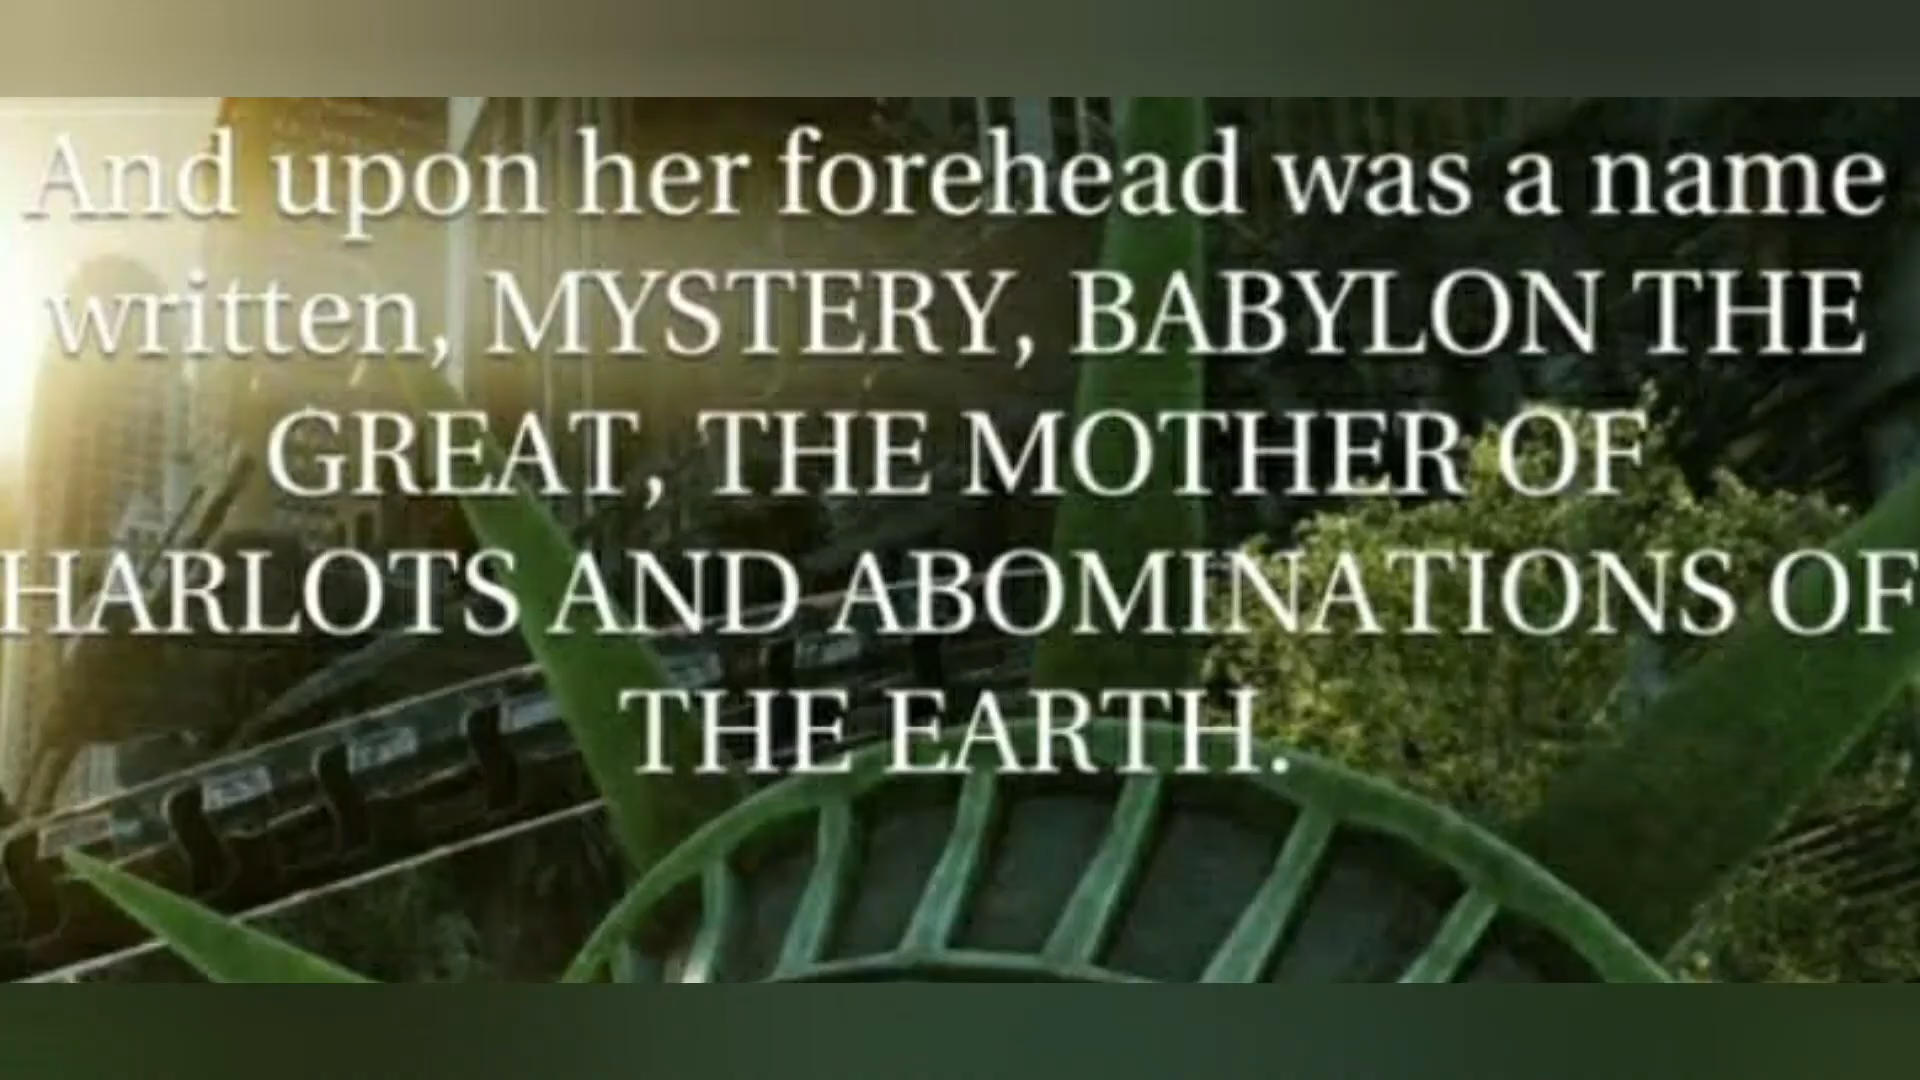 And upon her forehead was a name
written, MYSTERY, BABYLON THE
GREAT, THE MOTHER OF
HARLOTS AND ABOMINATIONS OF
THE EARTH.